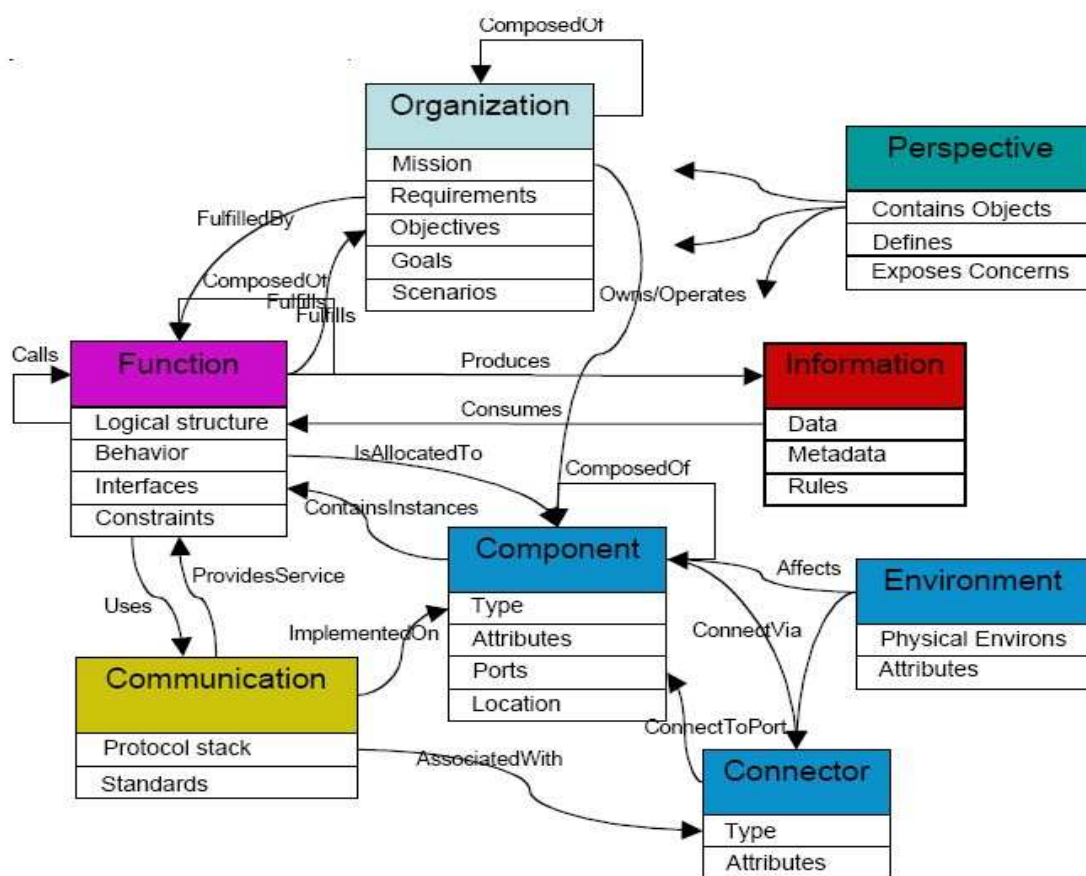 ComposedOf
Organization
Mission
Requirements
Objectives
Goals
Scenarios
Perspective
Contains Objects
Defines
Exposes Concerns
FulfilledBy
ComposedOf
Fulfills
Fulfills
Owns/Operates
Calls
Function
Logical structure
Behavior
Interfaces
Constraints
Produces
Consumes
Information
Data
Metadata
Rules
IsAllocatedTo
ContainsInstances
ComposedOf
Component
Type
Attributes
Ports
Location
Affects
Environment
Physical Environs
Attributes
Uses
ProvidesService
ImplementedOn
ConnectVia
Communication
Protocol stack
Standards
AssociatedWith
ConnectToPort
Connector
Type
Attributes